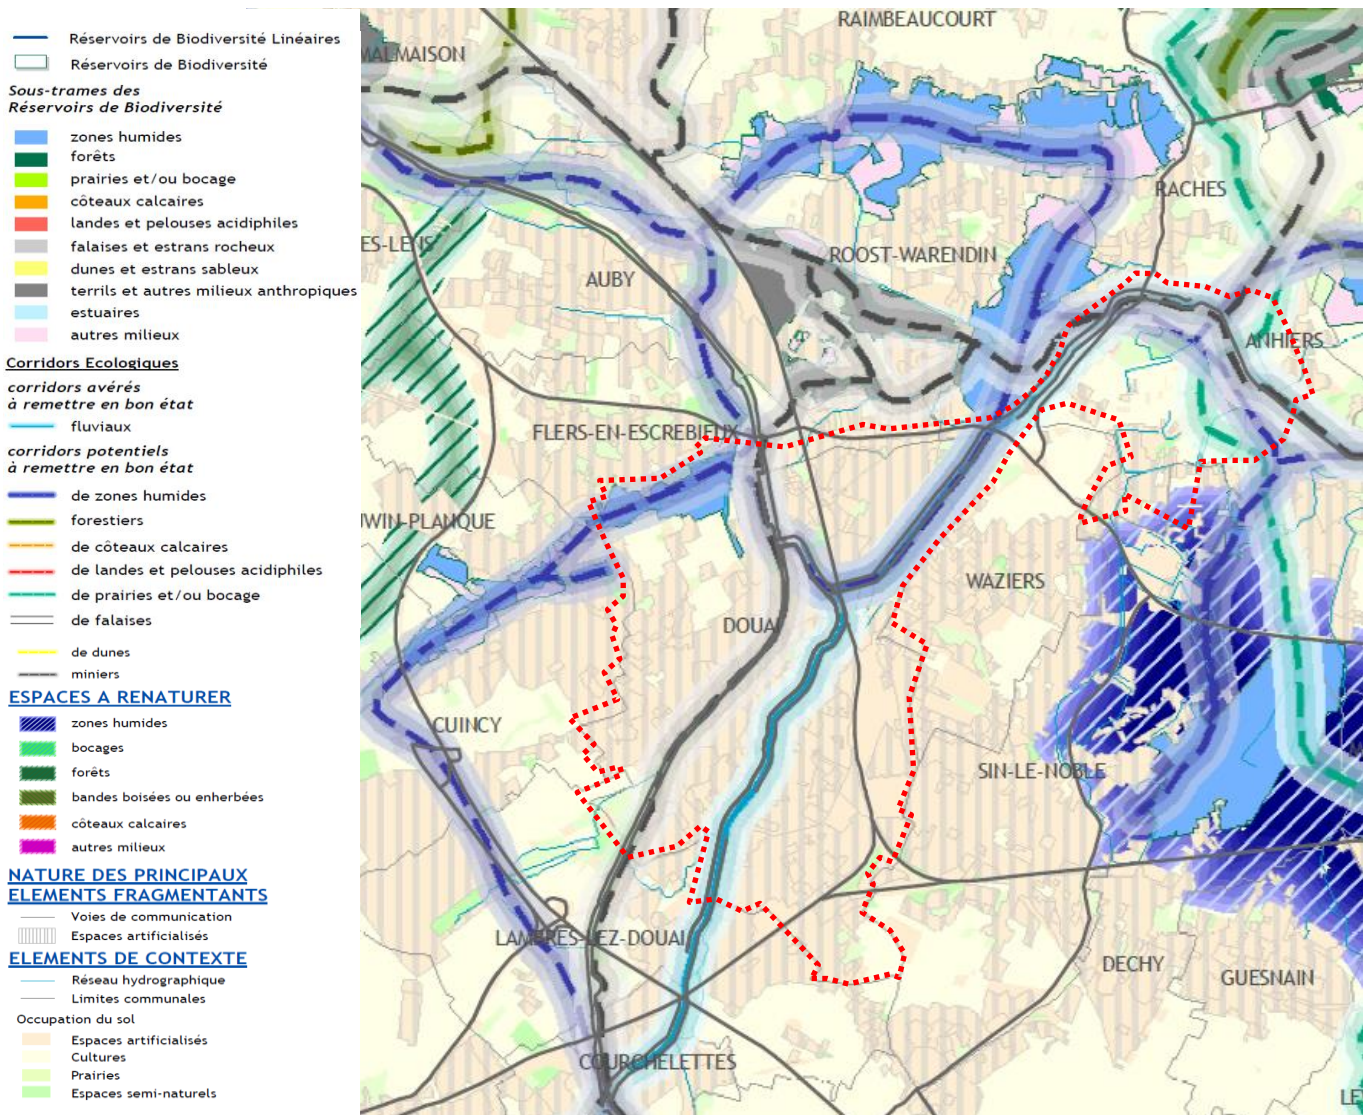 Réservoirs de Biodiversité Linéaires
Réservoirs de Biodiversité
Sous-trames des
Réservoirs de Biodiversité
zones humides
forêts
prairies et/ou bocage
côteaux calcaires
landes et pelouses acidiphiles
falaises et estrans rocheux
dunes et estrans sableux
terrils et autres milieux anthropiques
estuaires
autres milieux
Corridors Ecologiques
corridors avérés
à remettre en bon état
fluviaux
corridors potentiels
à remettre en bon état
de zones humides
forestiers
de côteaux calcaires
de landes et pelouses acidiphiles
de prairies et/ou bocage
de falaises
de dunes
miniers
ESPACES A RENATURER
zones humides
bocages
forêts
bandes boisées ou enherbées
côteaux calcaires
autres milieux
NATURE DES PRINCIPAUX
ELEMENTS FRAGMENTANTS
Voies de communication
Espaces artificialisés
ELEMENTS DE CONTEXTE
Réseau hydrographique
Limites communales
Occupation du sol
Espaces artificialisés
Cultures
Prairies
Espaces semi-naturels
RAIMBEAUCOURT
MALMAISON
RACHES
ES-LENS
ROOST-WARENDIN
AUBY
ANHIERS
FLERS-EN-ESCREBIEUX
WIN-PLANQUE
WAZIERS
DOUAI
CUINCY
SIN-LE-NOBLE
LAMBRES-LEZ-DOUAI
DECHY
GUESNAIN
COURCHELETTES
LE